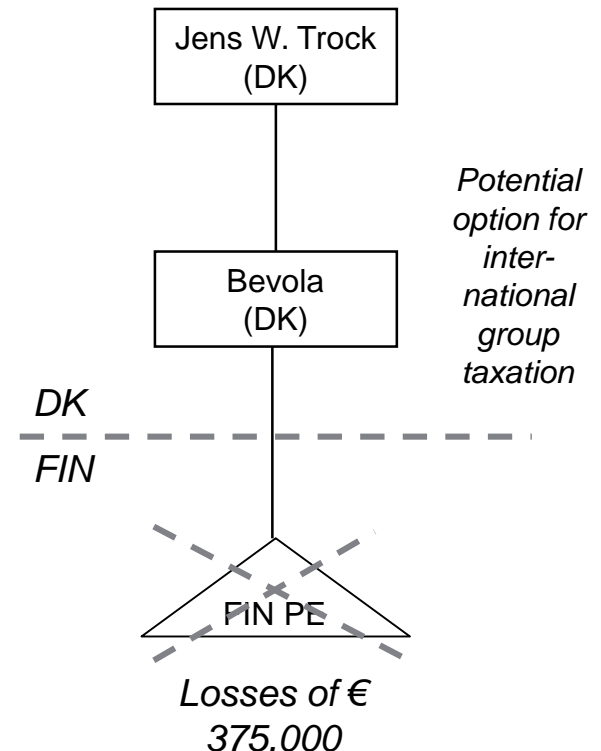 Jens W. Trock
(DK)
Potential
option for
inter-
national
group
taxation
Bevola
(DK)
DK
FIN
FIN PE
Losses of €
375.000